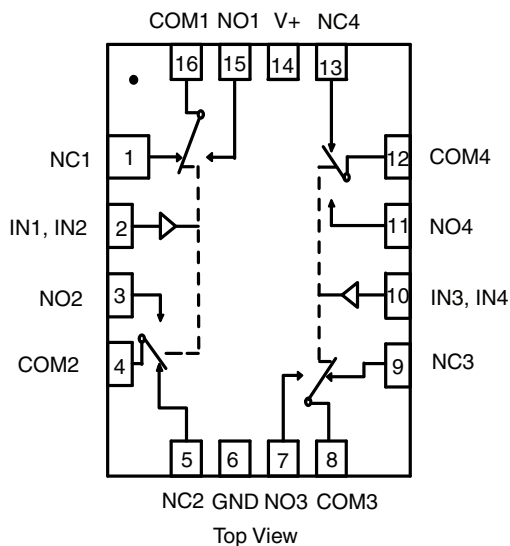 COM1 NO1 V+ NC4
16 15 14 13
NC1 1 12 COM4
IN1, IN2 2 11 NO4
NO2 3 10 IN3, IN4
COM2 4 9 NC3
5 6 7 8
NC2 GND NO3 COM3
Top View